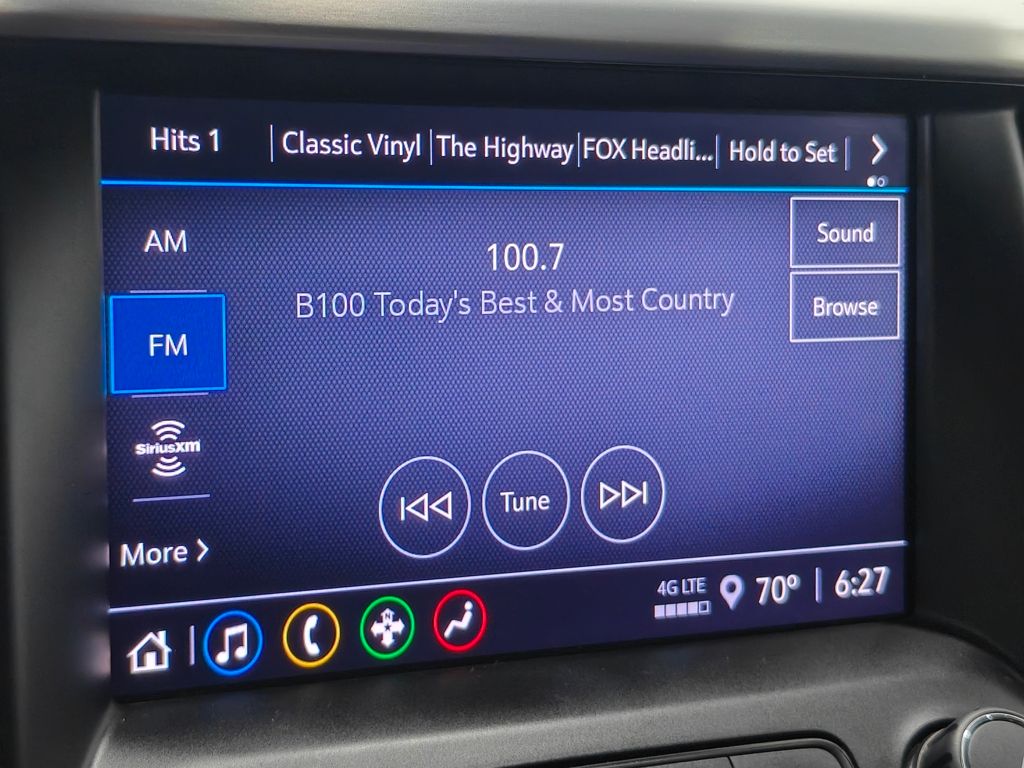 Hits 1 | Classic Vinyl | The Highway | FOX Headli... | Hold to Set
AM
FM
SiriusXM
More
100.7
B100 Today's Best & Most Country
Sound
Browse
Tune
N
4G LTE 70° 6:27